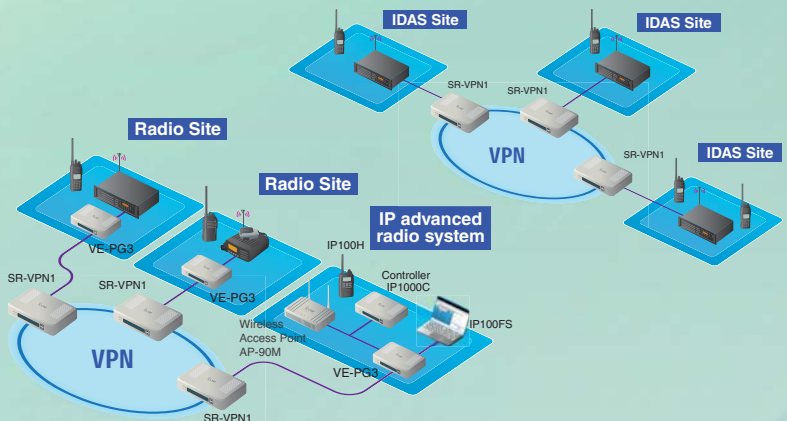 IDAS Site
IDAS Site
SR-VPN1
SR-VPN1
VPN
SR-VPN1
IDAS Site
Radio Site
VE-PG3
SR-VPN1
Radio Site
VE-PG3
SR-VPN1
IP advanced
radio system
IP100H
Controller
IP1000C
IP100FS
Wireless
Access Point
AP-90M
VE-PG3
VPN
SR-VPN1